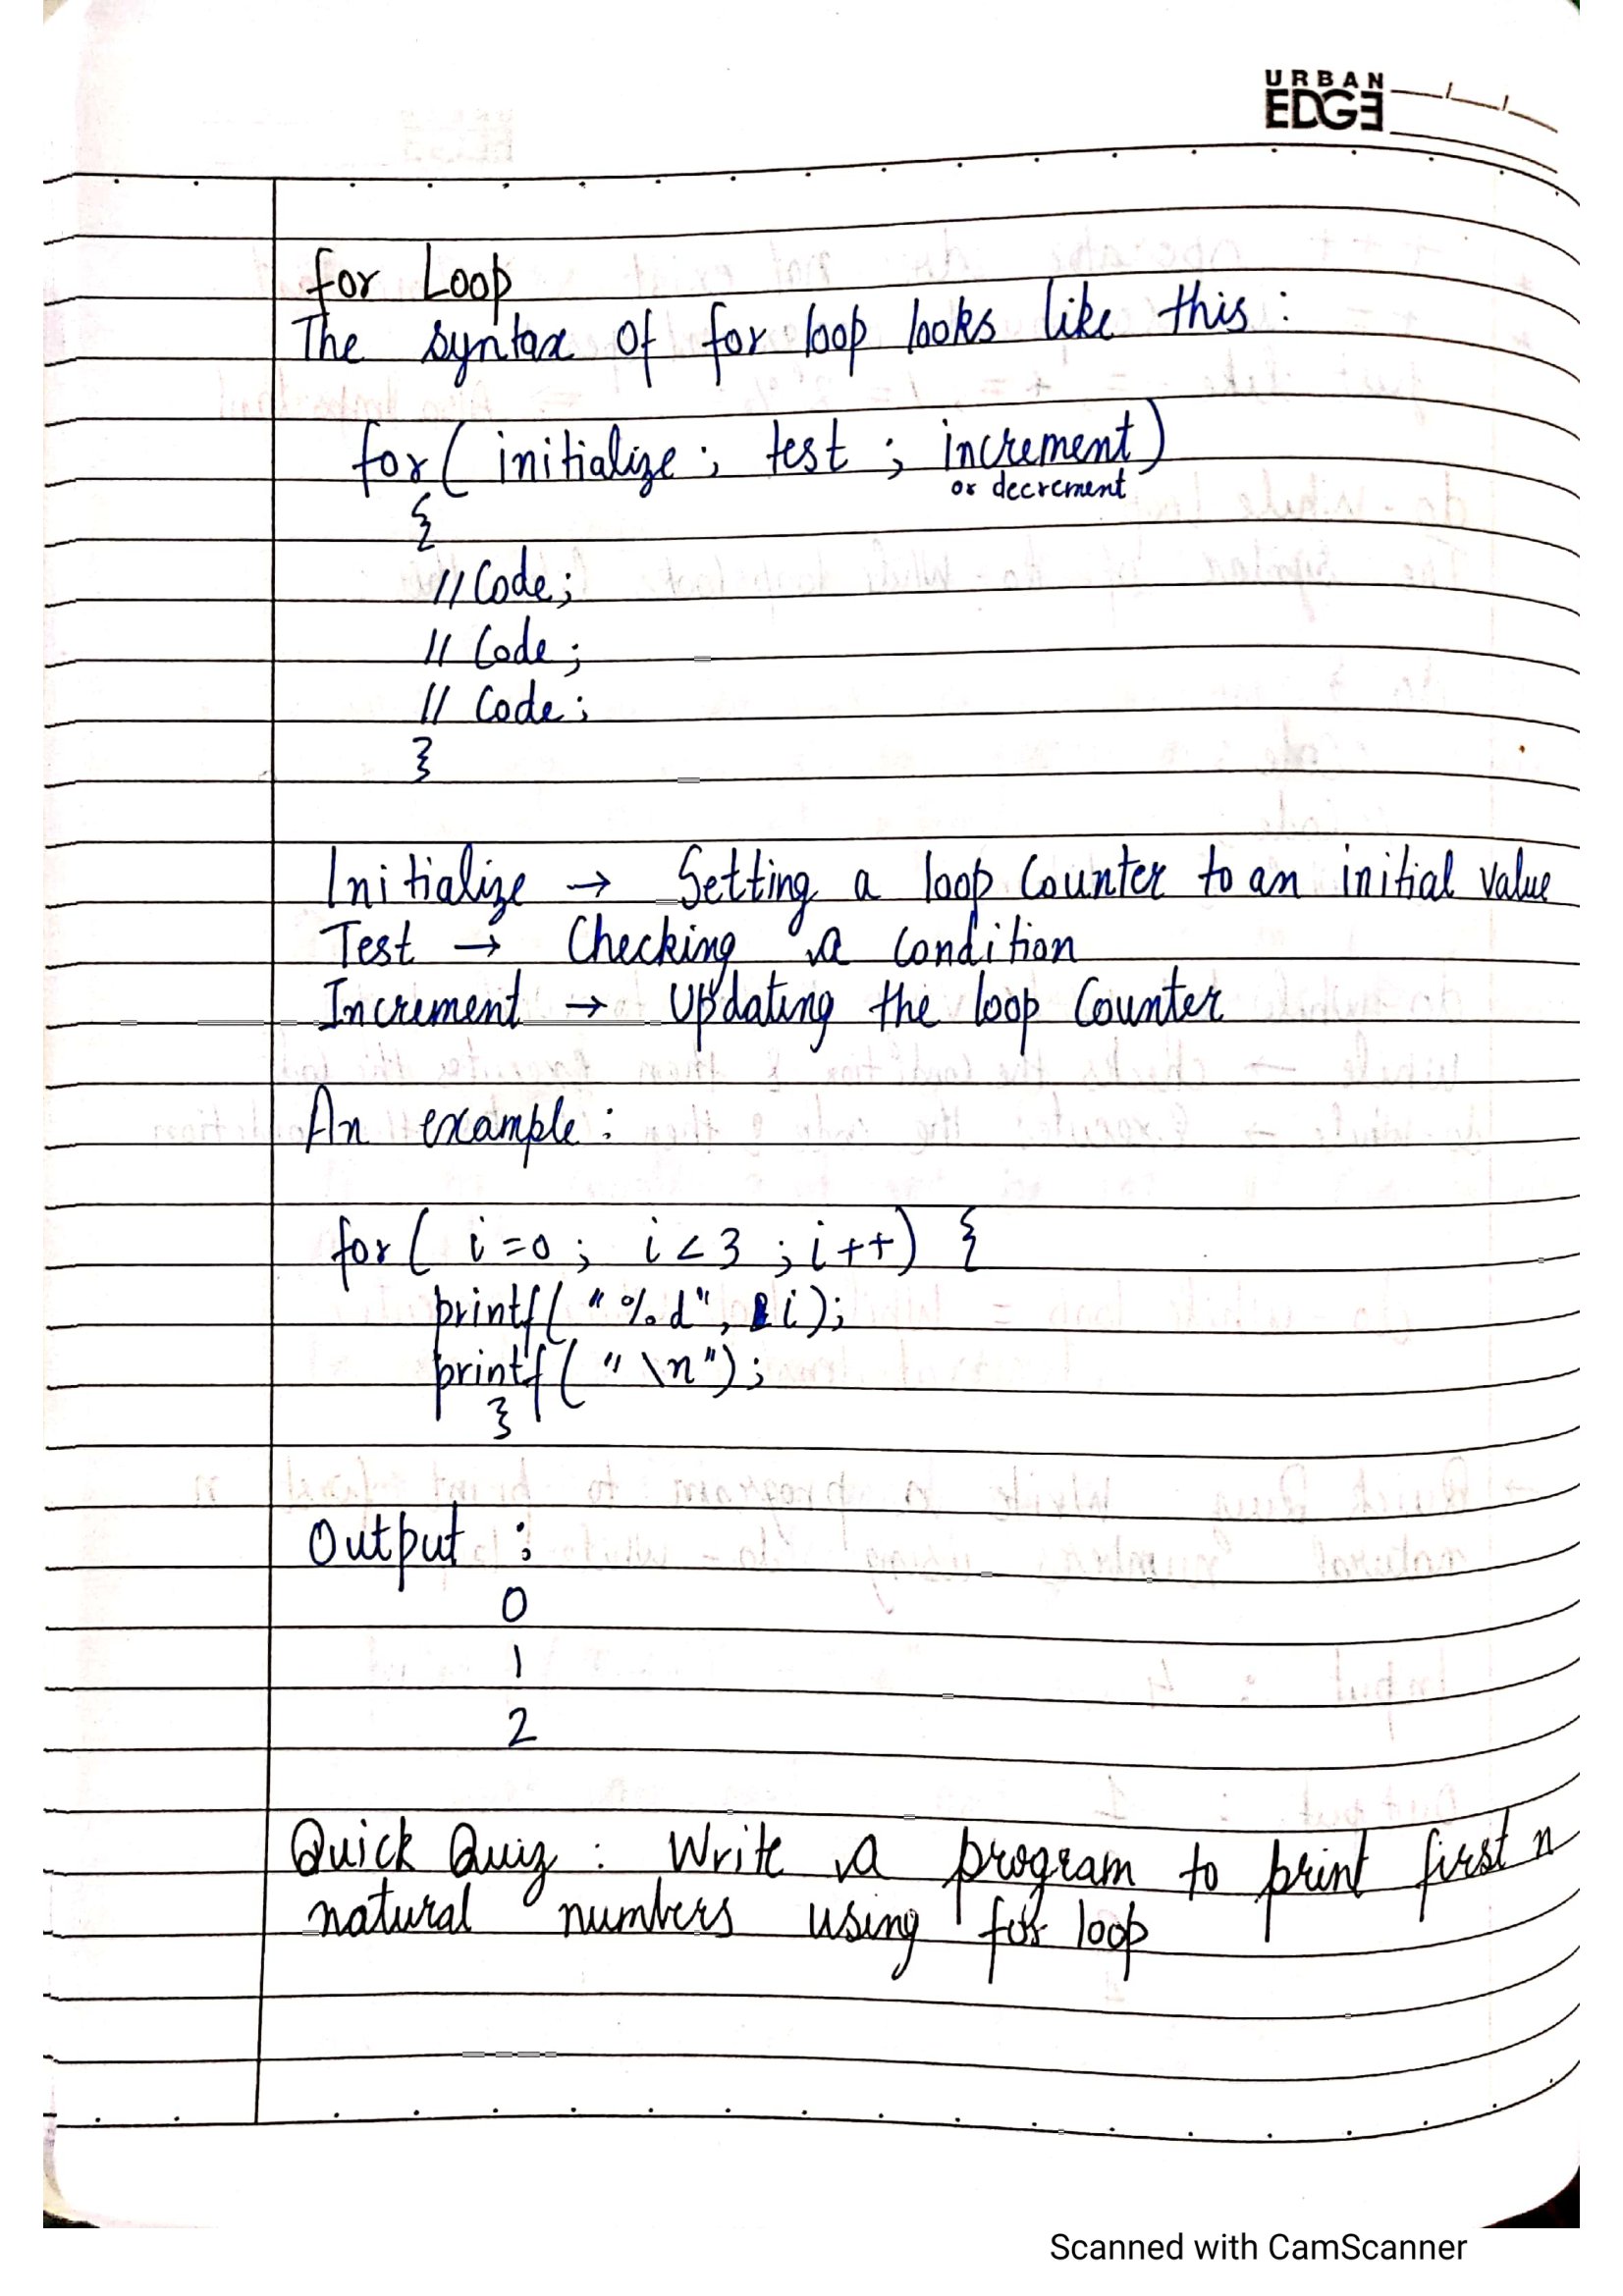 URBAN
EDGE
for Loop
The syntax of for loop looks like this :
for( initialize ; test ; increment)
or decrement
{
// Code ;
// Code ;
// Code ;
}
Initialize → Setting a loop Counter to an initial value
Test → Checking a condition
Increment → Updating the loop Counter
An example :
for( i=0 ; i<3 ; i++) {
printf( "%d", i);
printf( "\n");
}
Output :
0
1
2
Quick Quiz : Write a program to print first n
natural numbers using for loop
Scanned with CamScanner